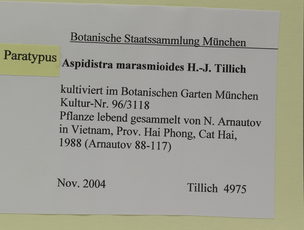 Botanische Staatssammlung München
Paratypus
Aspidistra marasmioides H.-J. Tillich
kultiviert im Botanischen Garten München
Kultur-Nr. 96/3118
Pflanze lebend gesammelt von N. Arnautov
in Vietnam, Prov. Hai Phong, Cat Hai,
1988 (Arnautov 88-117)
Nov. 2004 Tillich 4975